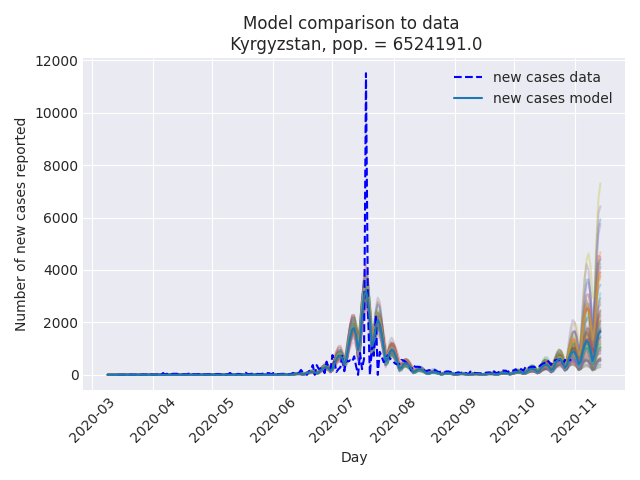 Model comparison to data
Kyrgyzstan, pop. = 6524191.0
12000
10000
8000
6000
4000
2000
0
Number of new cases reported
new cases data
new cases model
2020-03
2020-04
2020-05
2020-06
2020-07
2020-08
2020-09
2020-10
2020-11
Day